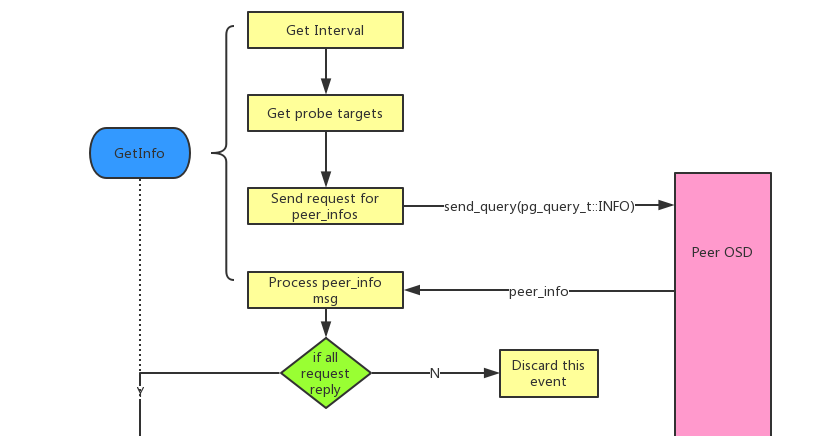 Get Interval
Get probe targets
GetInfo
Send request for
peer_infos
send_query(pg_query_t::INFO)
Peer OSD
Process peer_info
msg
peer_info
if all
request
reply
N
Discard this
event
Y